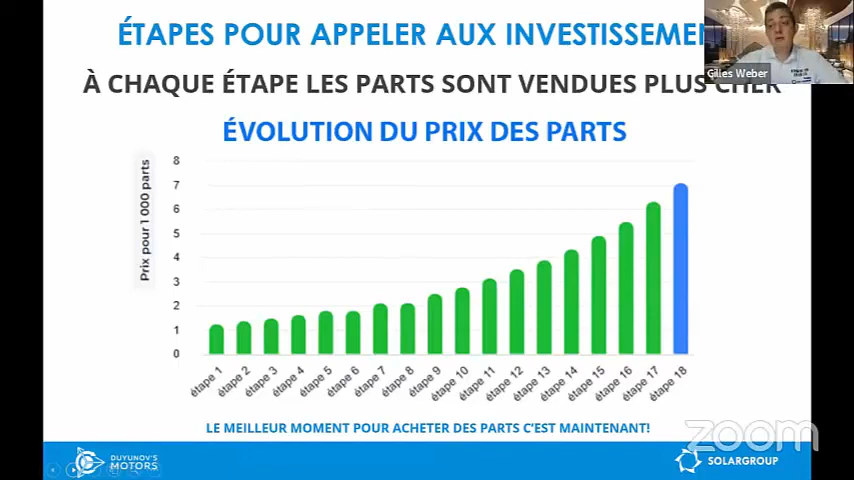 ÉTAPES POUR APPELER AUX
Gilles Weber
À CHAQUE ÉTAPE LES PARTS SONT VENDUES PLUS CHER
ÉVOLUTION DU PRIX DES PARTS
Prix pour 1 000 parts
8
7
6
5
4
3
2
1
0
étape 1
étape 2
étape 3
étape 4
étape 5
étape 6
étape 7
étape 8
étape 9
étape 10
étape 11
étape 12
étape 13
étape 14
étape 15
étape 16
étape 17
étape 18
LE MEILLEUR MOMENT POUR ACHETER DES PARTS C'EST MAINTENANT!
zoom
DUYUNOV'S
MOTORS
SOLARGROUP